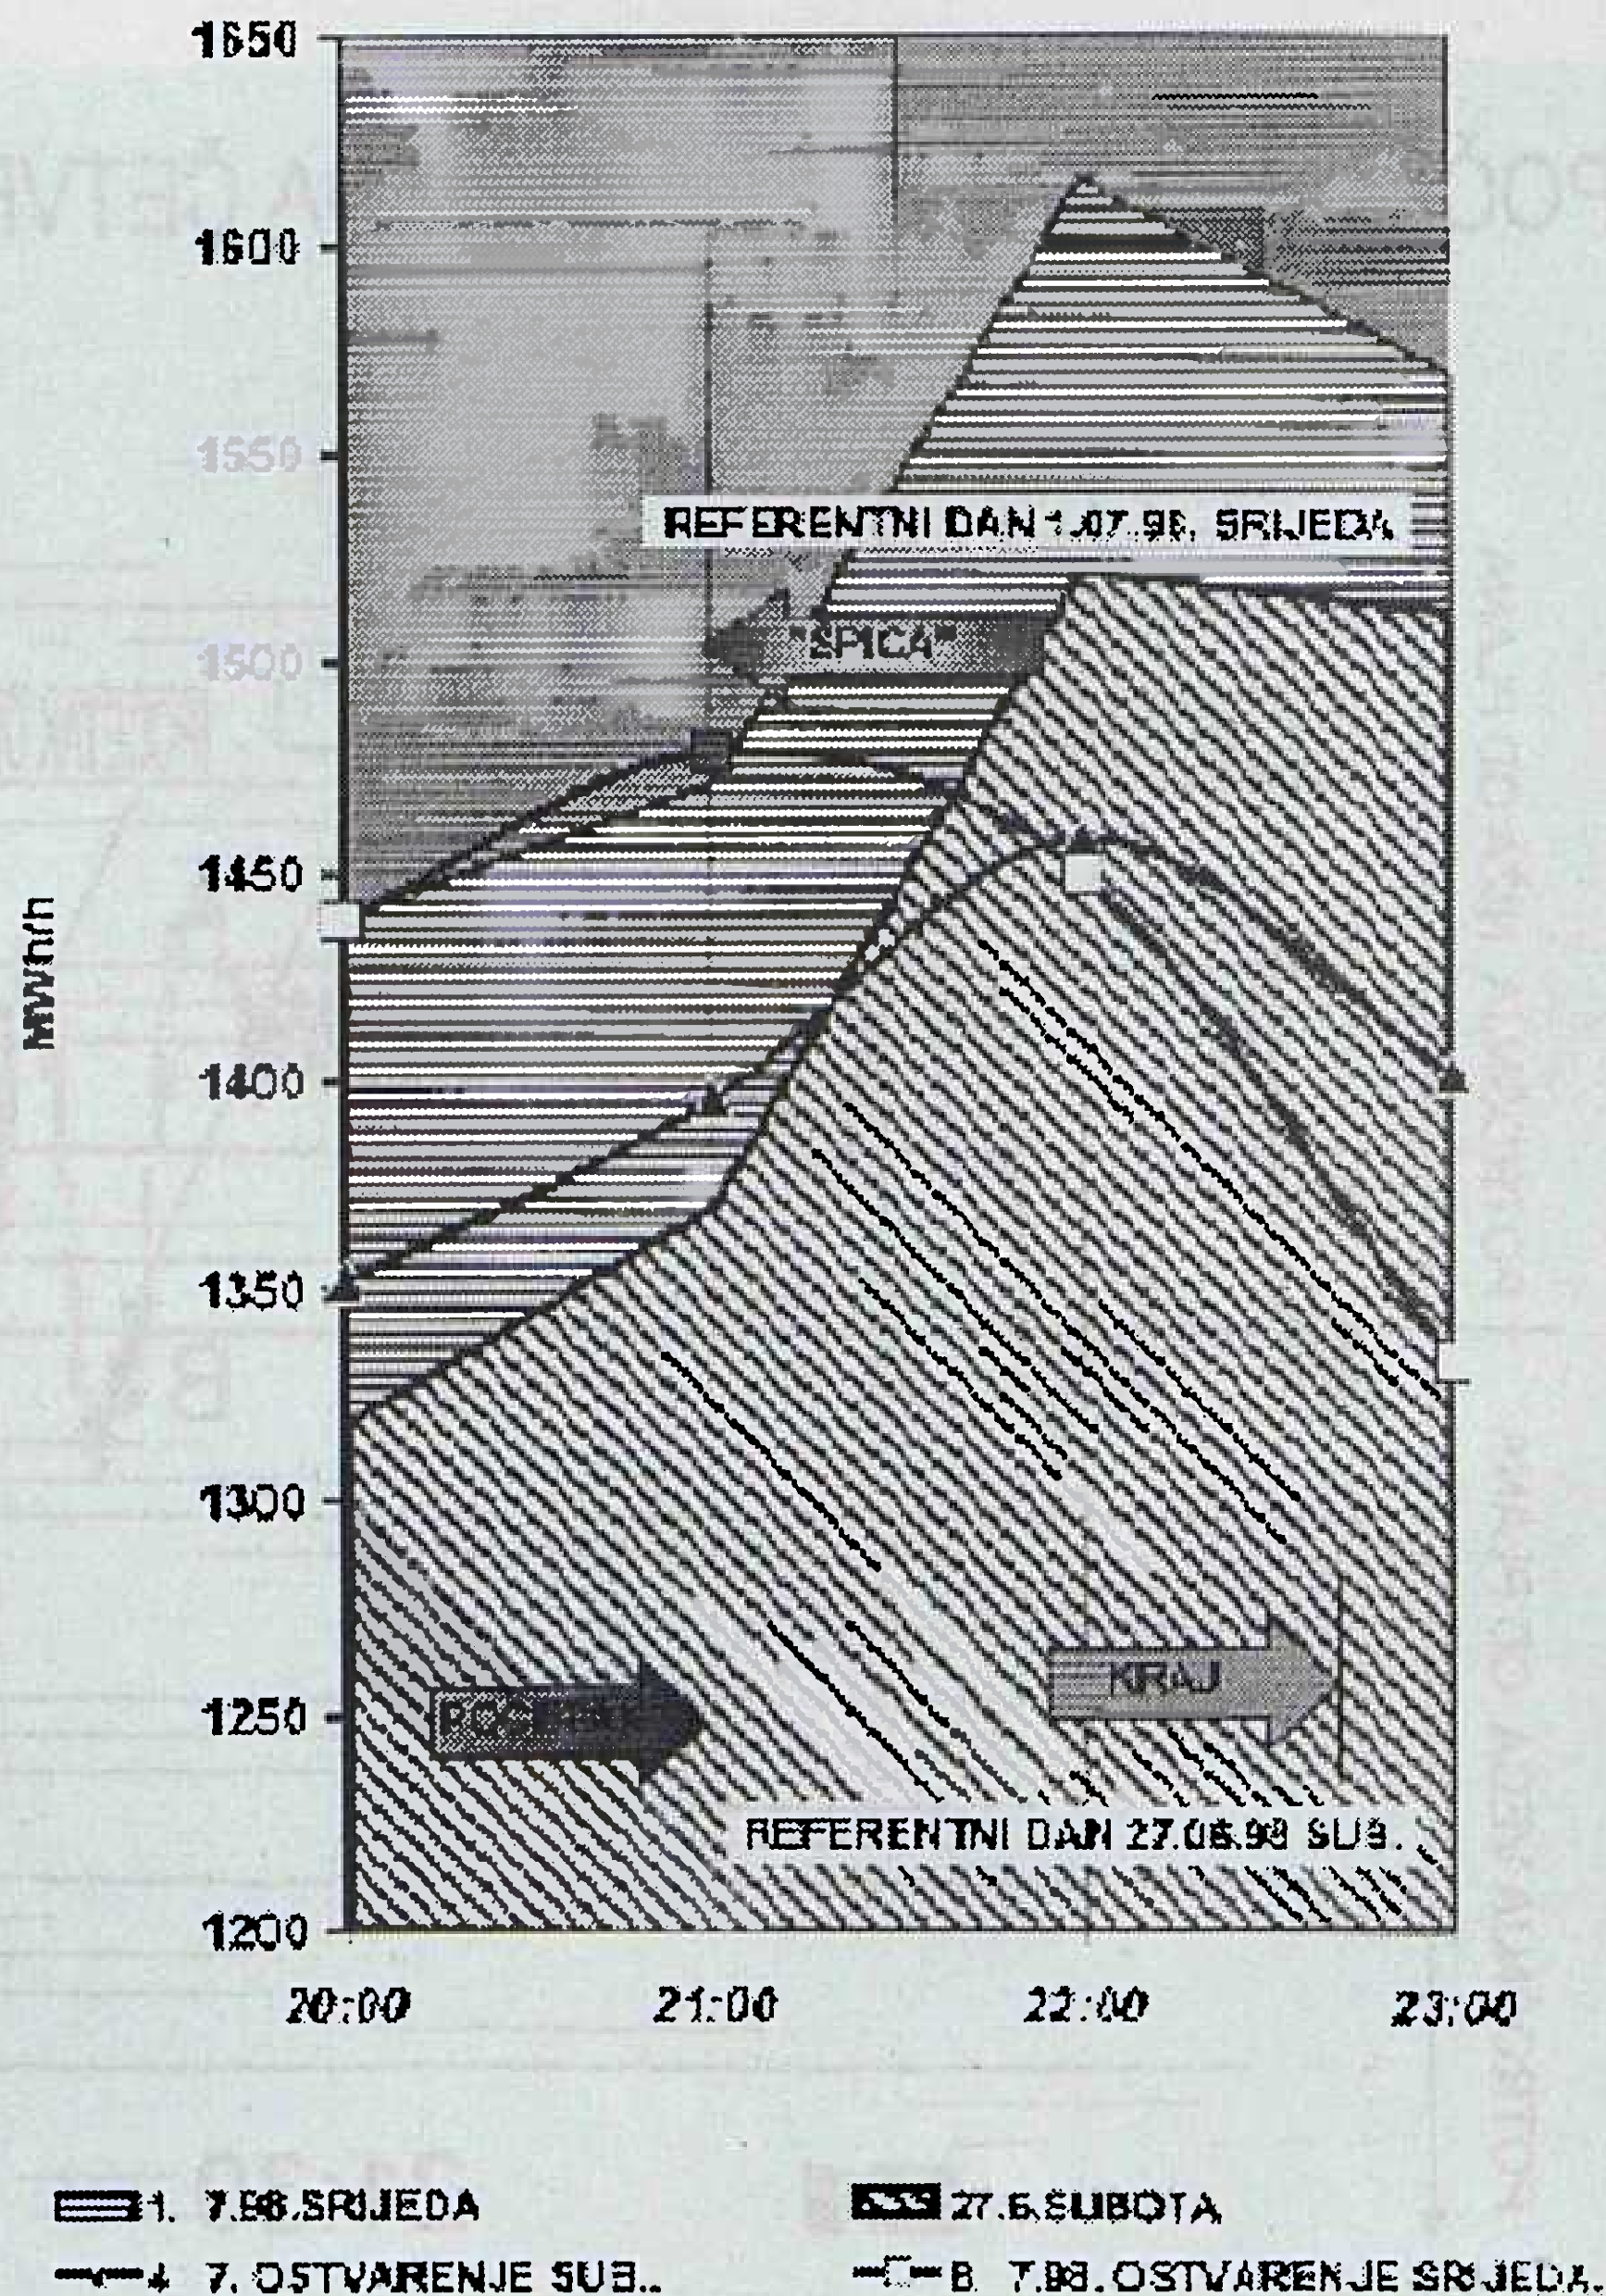 1650
1600
1550
1500
1450
1400
1350
1300
1250
1200
MWh/h
REFERENTNI DAN 1.07.98. SRIJEDA
"ŠPICA"
KRAJ
REFERENTNI DAN 27.06.98 SUB.
20:00
21:00
22:00
23:00
1. 7.98.SRIJEDA
27.6.SUBOTA
4 7. OSTVARENJE SUB..
8 7.98. OSTVARENJE SRIJEDA.